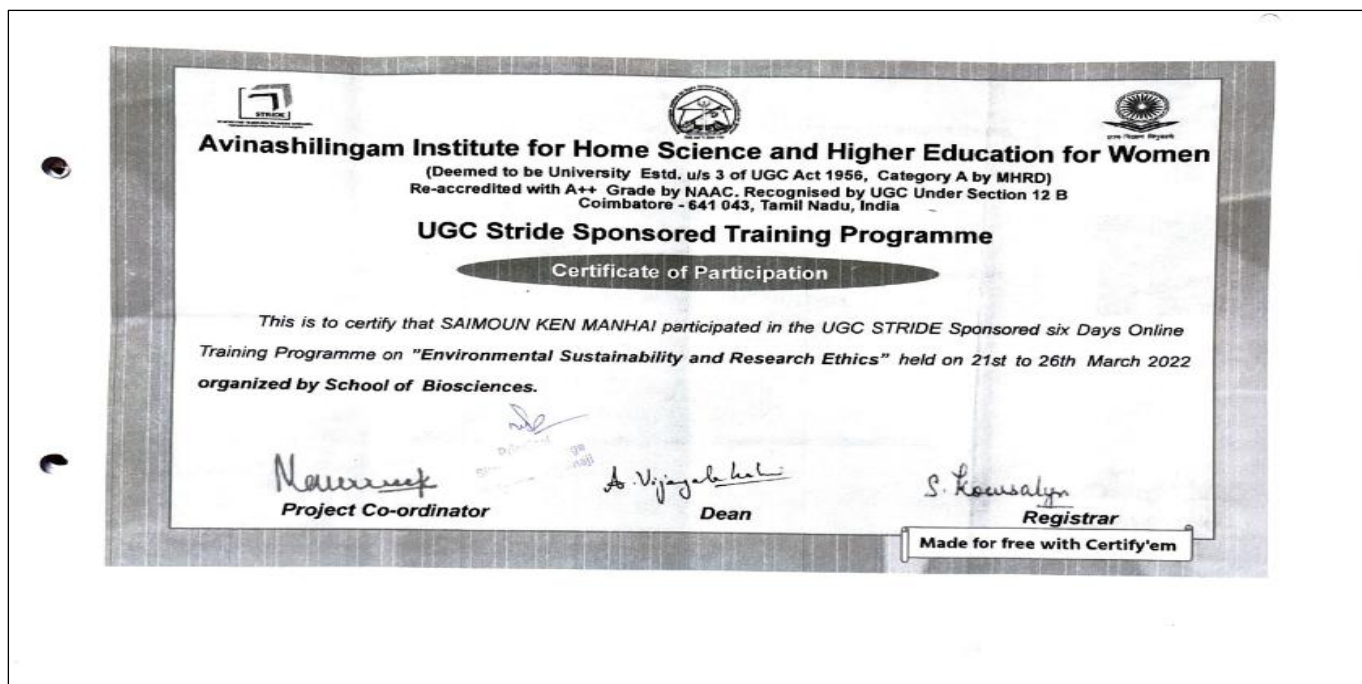 STRIDE
Avinashilingam Institute for Home Science and Higher Education for Women
(Deemed to be University Estd. u/s 3 of UGC Act 1956, Category A by MHRD)
Re-accredited with A++ Grade by NAAC. Recognised by UGC Under Section 12 B
Coimbatore - 641 043, Tamil Nadu, India
UGC Stride Sponsored Training Programme
Certificate of Participation
This is to certify that SAIMOUN KEN MANHAI participated in the UGC STRIDE Sponsored six Days Online
Training Programme on "Environmental Sustainability and Research Ethics" held on 21st to 26th March 2022
organized by School of Biosciences.
S. Kowsalya
Project Co-ordinator Dean Registrar
Made for free with Certify'em